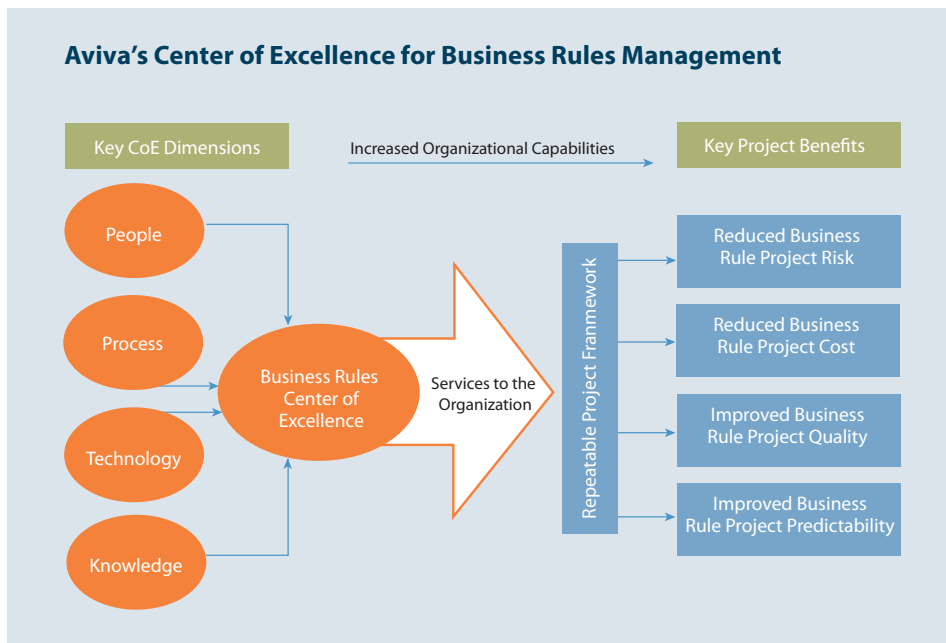 Aviva's Center of Excellence for Business Rules Management
Key CoE Dimensions
Increased Organizational Capabilities
Key Project Benefits
People
Process
Technology
Knowledge
Business Rules
Center of
Excellence
Services to the
Organization
Repeatable Project Franmework
Reduced Business
Rule Project Risk
Reduced Business
Rule Project Cost
Improved Business
Rule Project Quality
Improved Business
Rule Project Predictability